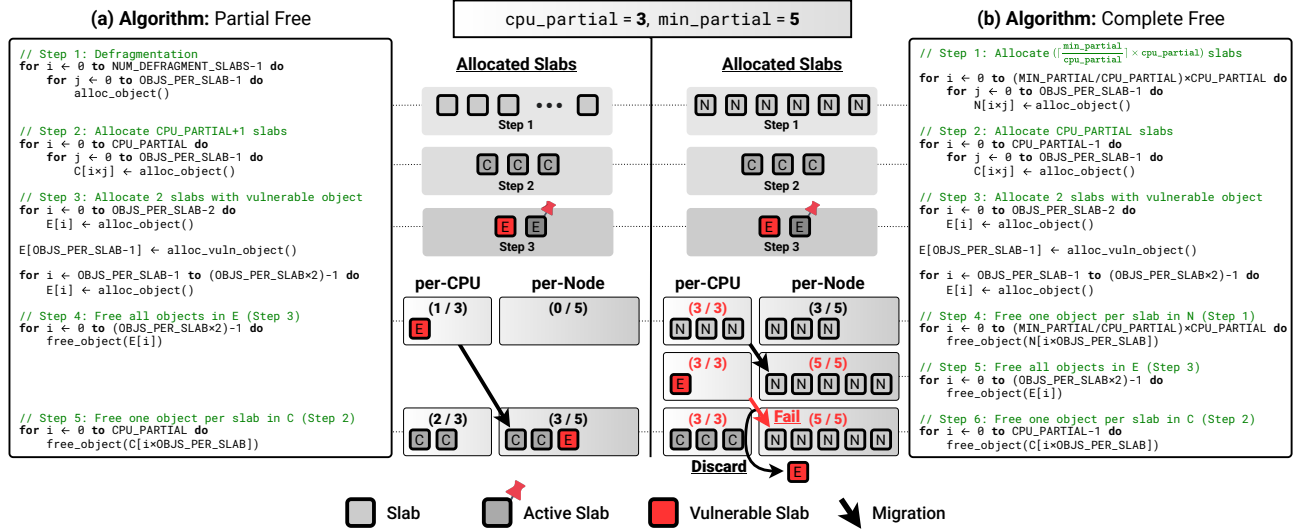 (a) Algorithm: Partial Free
cpu_partial = 3, min_partial = 5
(b) Algorithm: Complete Free
// Step 1: Defragmentation
for i ← 0 to NUM_DEFRAGMENT_SLABS-1 do
for j ← 0 to OBJS_PER_SLAB-1 do
alloc_object()
// Step 2: Allocate CPU_PARTIAL+1 slabs
for i ← 0 to CPU_PARTIAL do
for j ← 0 to OBJS_PER_SLAB-1 do
C[i×j] ← alloc_object()
// Step 3: Allocate 2 slabs with vulnerable object
for i ← 0 to OBJS_PER_SLAB-2 do
E[i] ← alloc_object()
E[OBJS_PER_SLAB-1] ← alloc_vuln_object()
for i ← OBJS_PER_SLAB-1 to (OBJS_PER_SLAB×2)-1 do
E[i] ← alloc_object()
// Step 4: Free all objects in E (Step 3)
for i ← 0 to (OBJS_PER_SLAB×2)-1 do
free_object(E[i])
// Step 5: Free one object per slab in C (Step 2)
for i ← 0 to CPU_PARTIAL do
free_object(C[i×OBJS_PER_SLAB])
Allocated Slabs
•••
Step 1
C C C
Step 2
E E
Step 3
per-CPU per-Node
(1 / 3) (0 / 5)
E
(2 / 3) (3 / 5)
C C C C E
Allocated Slabs
N N N N N N
Step 1
C C C
Step 2
E E
Step 3
per-CPU per-Node
(3 / 3) (3 / 5)
N N N N N N
(3 / 3) (5 / 5)
E N N N N N
(3 / 3) Fail (5 / 5)
C C C N N N N N
Discard E
// Step 1: Allocate (⌈min_partial/cpu_partial⌉ × cpu_partial) slabs
for i ← 0 to (MIN_PARTIAL/CPU_PARTIAL)×CPU_PARTIAL do
for j ← 0 to OBJS_PER_SLAB-1 do
N[i×j] ←alloc_object()
// Step 2: Allocate CPU_PARTIAL slabs
for i ← 0 to CPU_PARTIAL-1 do
for j ← 0 to OBJS_PER_SLAB-1 do
C[i×j] ← alloc_object()
// Step 3: Allocate 2 slabs with vulnerable object
for i ← 0 to OBJS_PER_SLAB-2 do
E[i] ← alloc_object()
E[OBJS_PER_SLAB-1] ← alloc_vuln_object()
for i ← OBJS_PER_SLAB-1 to (OBJS_PER_SLAB×2)-1 do
E[i] ← alloc_object()
// Step 4: Free one object per slab in N (Step 1)
for i ← 0 to (MIN_PARTIAL/CPU_PARTIAL)×CPU_PARTIAL do
free_object(N[i×OBJS_PER_SLAB])
// Step 5: Free all objects in E (Step 3)
for i ← 0 to (OBJS_PER_SLAB×2)-1 do
free_object(E[i])
// Step 6: Free one object per slab in C (Step 2)
for i ← 0 to CPU_PARTIAL-1 do
free_object(C[i×OBJS_PER_SLAB])
Slab Active Slab Vulnerable Slab Migration